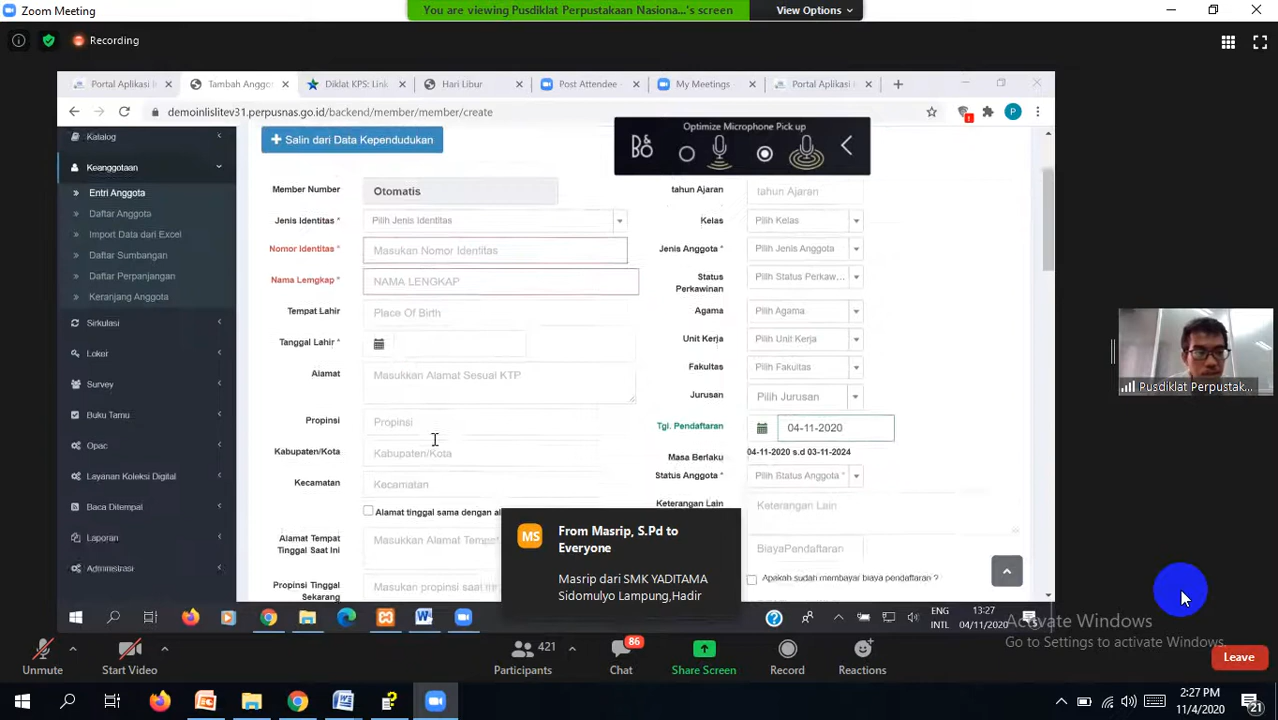 Zoom Meeting
You are viewing Pusdiklat Perpustakaan Nasiona...'s screen
View Options
Recording
Portal Aplikasi
Tambah Anggo
Diklat KPS: Link
Hari Libur
Post Attendee -
My Meetings
Portal Aplikasi
demoinlislitev31.perpusnas.go.id/backend/member/member/create
P
Katalog
Keanggotaan
Entri Anggota
Daftar Anggota
Import Data dari Excel
Daftar Sumbangan
Daftar Perpanjangan
Keranjang Anggota
Sirkulasi
Loker
Survey
Buku Tamu
Opac
Layanan Koleksi Digital
Baca Ditempat
Laporan
Administrasi
Salin dari Data Kependudukan
Optimize Microphone Pick up
Member Number Otomatis
Jenis Identitas * Pilih Jenis Identitas
Nomor Identitas * Masukan Nomor Identitas
Nama Lengkap * NAMA LENGKAP
Tempat Lahir Place Of Birth
Tanggal Lahir *
Alamat Masukkan Alamat Sesuai KTP
Propinsi Propinsi
Kabupaten/Kota Kabupaten/Kota
Kecamatan Kecamatan
Alamat tinggal sama dengan al
Alamat Tempat
Tinggal Saat Ini
Masukkan Alamat Tempat
Propinsi Tinggal
Sekarang
Masukan propinsi saat
tahun Ajaran tahun Ajaran
Kelas Pilih Kelas
Jenis Anggota * Pilih Jenis Anggota
Status
Perkawinan
Pilih Status Perkaw...
Agama Pilih Agama
Unit Kerja Pilih Unit Kerja
Fakultas Pilih Fakultas
Jurusan Pilih Jurusan
Tgl. Pendaftaran 04-11-2020
Masa Berlaku 04-11-2020 s.d 03-11-2024
Status Anggota * Pilih Status Anggota *
Keterangan Lain Keterangan Lain
BiayaPendaftaran
Apakah sudah membayar biaya pendaftaran ?
MS
From Masrip, S.Pd to
Everyone
Masrip dari SMK YADITAMA
Sidomulyo Lampung,Hadir
Pusdiklat Perpustak...
ENG
INTL
13:27
04/11/2020
Activate Windows
Go to Settings to activate Windows.
Unmute
Start Video
421
Participants
86
Chat
Share Screen
Record
Reactions
Leave
2:27 PM
11/4/2020
21